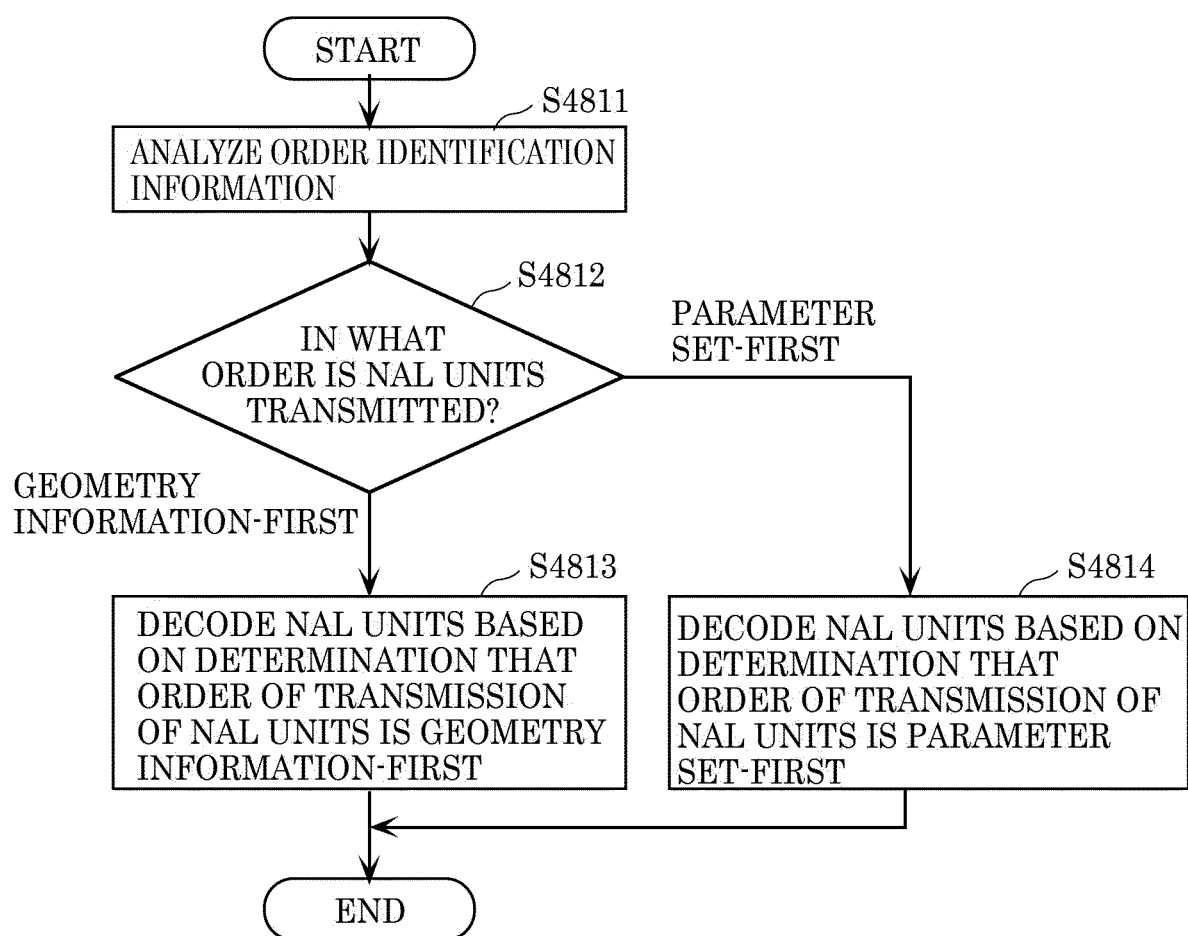 START
S4811
ANALYZE ORDER IDENTIFICATION
INFORMATION
S4812
IN WHAT
ORDER IS NAL UNITS
TRANSMITTED?
PARAMETER
SET-FIRST
GEOMETRY
INFORMATION-FIRST
S4813
DECODE NAL UNITS BASED
ON DETERMINATION THAT
ORDER OF TRANSMISSION
OF NAL UNITS IS GEOMETRY
INFORMATION-FIRST
S4814
DECODE NAL UNITS BASED ON
DETERMINATION THAT
ORDER OF TRANSMISSION OF
NAL UNITS IS PARAMETER
SET-FIRST
END